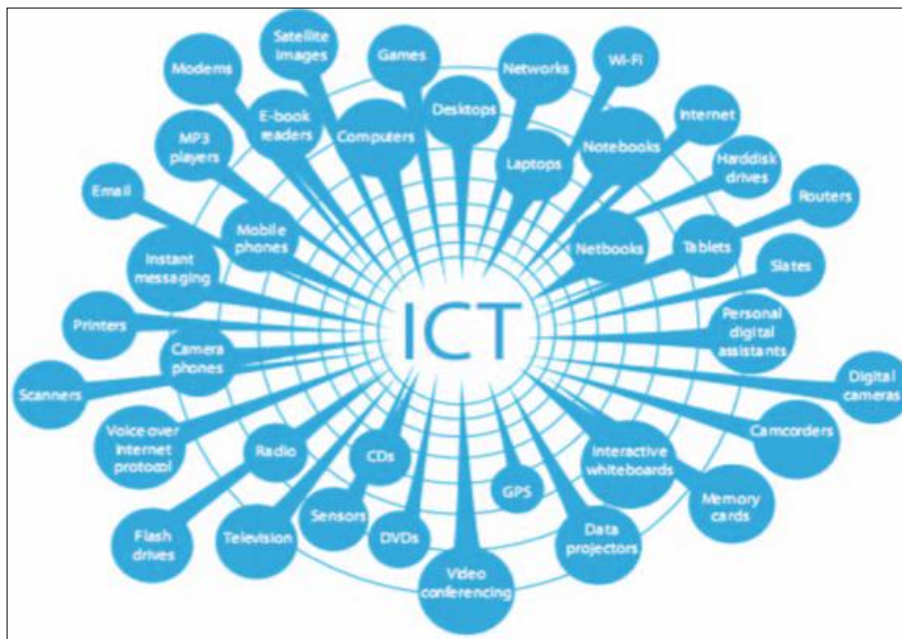 Satellite
images
Games
Wi-Fi
Modems
Networks
E-book
readers
Computers
Desktops
Internet
MP3
players
Laptops
Notebooks
Harddisk
drives
Email
Mobile
phones
Netbooks
Tablets
Routers
Instant
messaging
Slates
ICT
Printers
Camera
phones
Personal
digital
assistants
Scanners
Digital
cameras
Voice over
Internet
protocol
Radio
CDs
Interactive
whiteboards
Camcorders
GPS
Memory
cards
Flash
drives
Television
Sensors
DVDs
Data
projectors
Video
conferencing